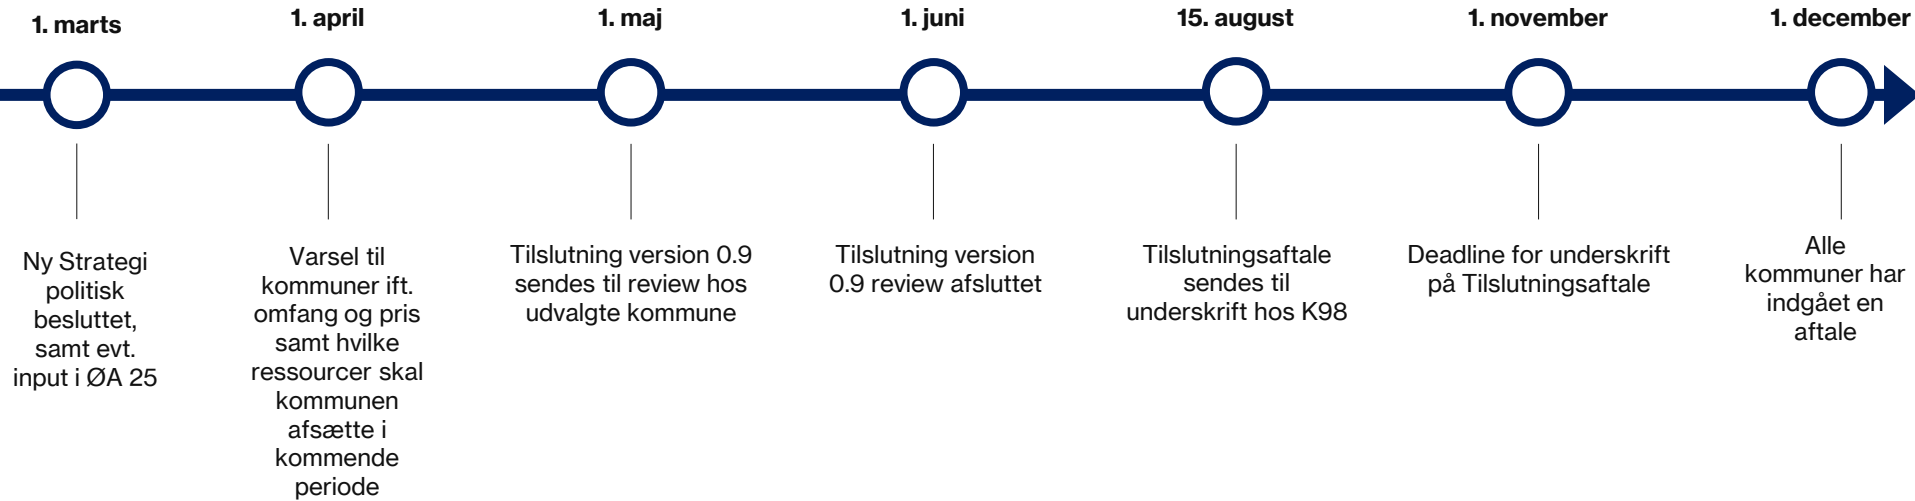 1. marts
1. april
1. maj
1. juni
15. august
1. november
1. december
Ny Strategi
politisk
besluttet,
samt evt.
input i ØA 25
Varsel til
kommuner ift.
omfang og pris
samt hvilke
ressourcer skal
kommunen
afsætte i
kommende
periode
Tilslutning version 0.9
sendes til review hos
udvalgte kommune
Tilslutning version
0.9 review afsluttet
Tilslutningsaftale
sendes til
underskrift hos K98
Deadline for underskrift
på Tilslutningsaftale
Alle
kommuner har
indgået en
aftale